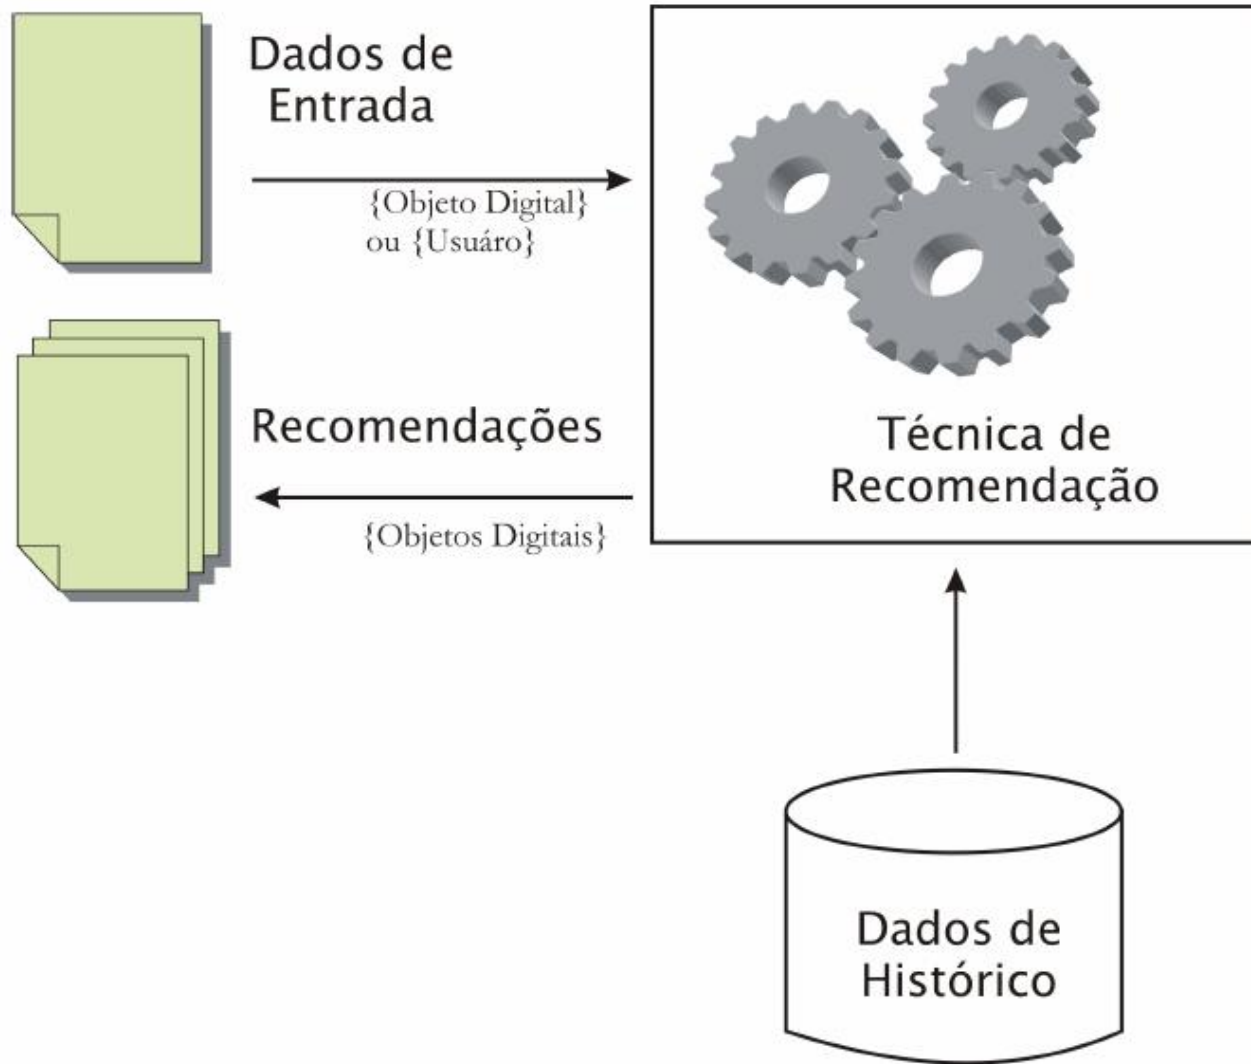 Dados de
Entrada
{Objeto Digital}
ou {Usuáro}
Recomendações
{Objetos Digitais}
Técnica de
Recomendação
Dados de
Histórico